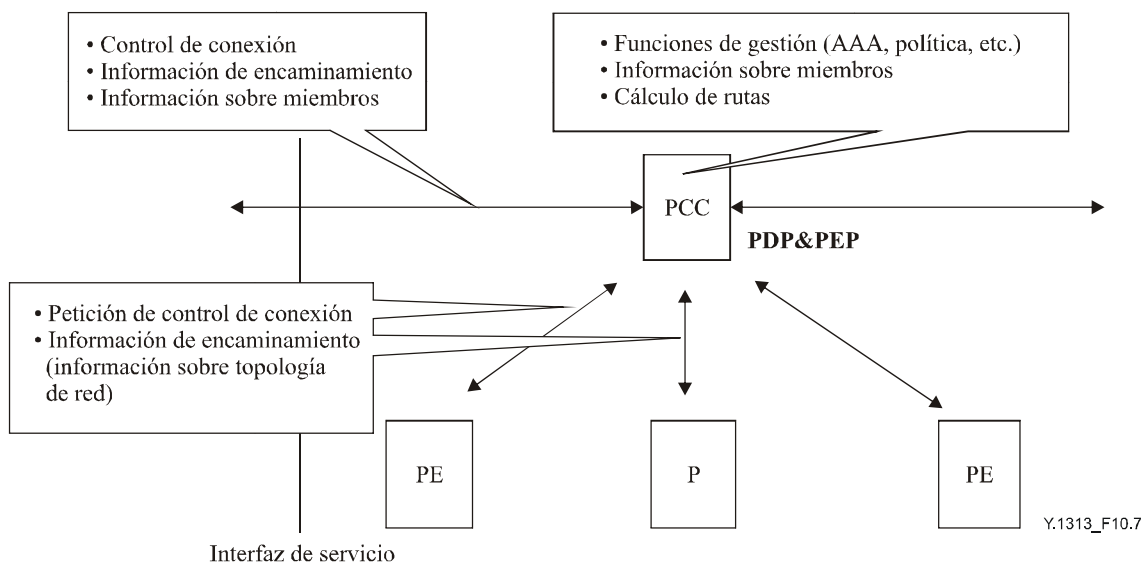 • Control de conexión
• Información de encaminamiento
• Información sobre miembros
• Funciones de gestión (AAA, política, etc.)
• Información sobre miembros
• Cálculo de rutas
PCC
PDP&PEP
• Petición de control de conexión
• Información de encaminamiento
(información sobre topología
de red)
PE
P
PE
Y.1313_F10.7
Interfaz de servicio